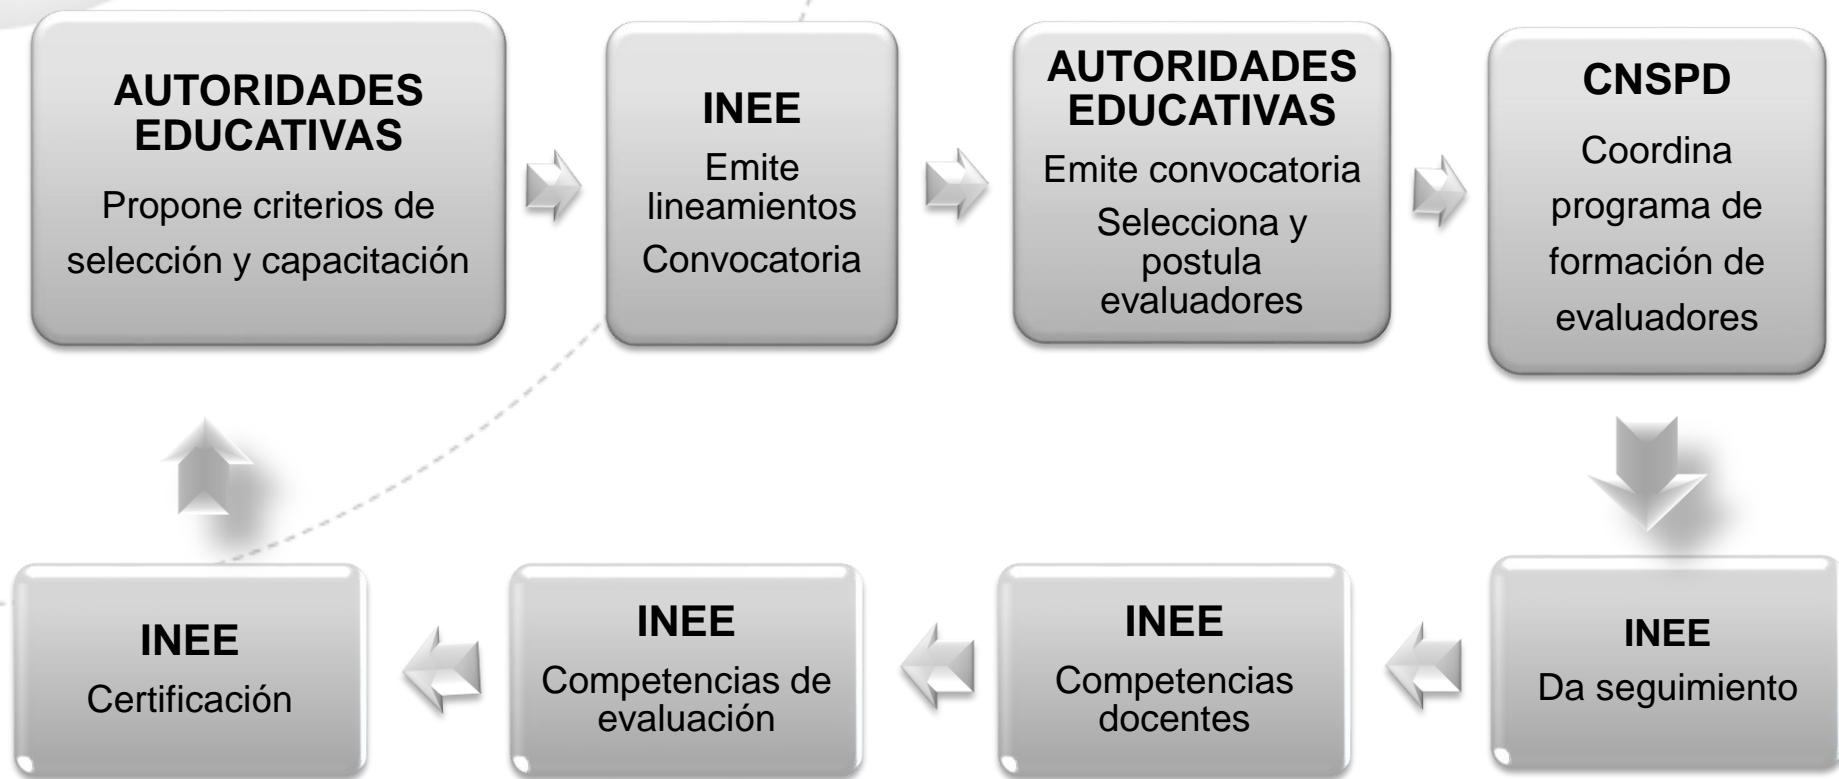 AUTORIDADES
EDUCATIVAS
Propone criterios de
selección y capacitación
INEE
Emite
lineamientos
Convocatoria
AUTORIDADES
EDUCATIVAS
Emite convocatoria
Selecciona y
postula
evaluadores
CNSPD
Coordina
programa de
formación de
evaluadores
INEE
Da seguimiento
INEE
Competencias
docentes
INEE
Competencias de
evaluación
INEE
Certificación